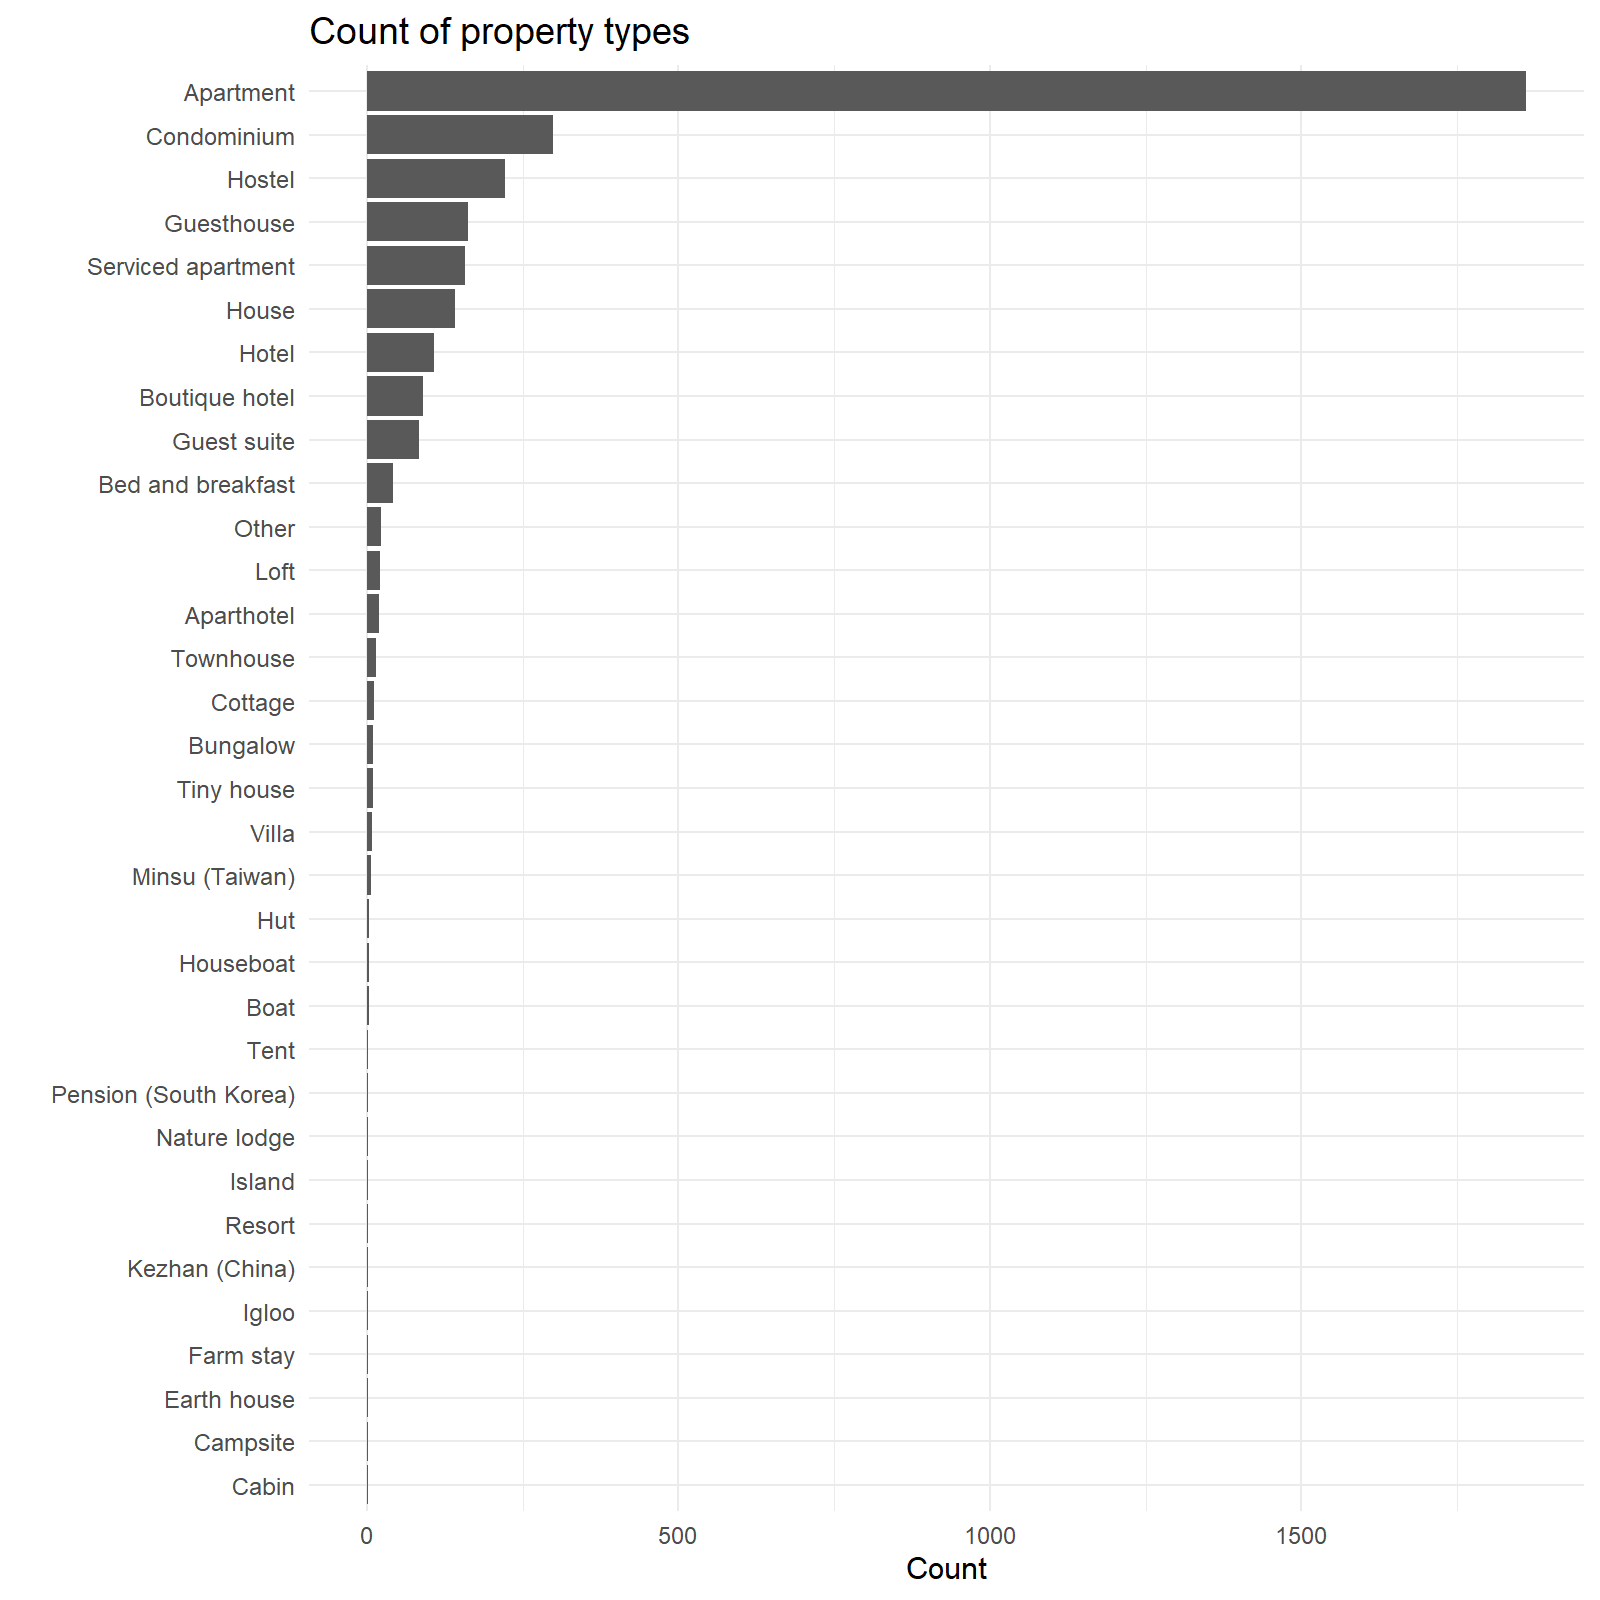 Count of property types
Apartment
Condominium
Hostel
Guesthouse
Serviced apartment
House
Hotel
Boutique hotel
Guest suite
Bed and breakfast
Other
Loft
Aparthotel
Townhouse
Cottage
Bungalow
Tiny house
Villa
Minsu (Taiwan)
Hut
Houseboat
Boat
Tent
Pension (South Korea)
Nature lodge
Island
Resort
Kezhan (China)
Igloo
Farm stay
Earth house
Campsite
Cabin
0 500 1000 1500
Count